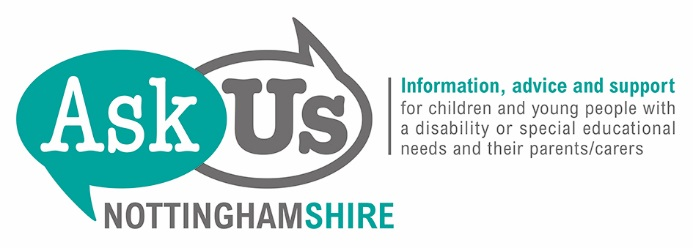 Ask Us
NOTTINGHAMSHIRE
Information, advice and support
for children and young people with
a disability or special educational
needs and their parents/carers